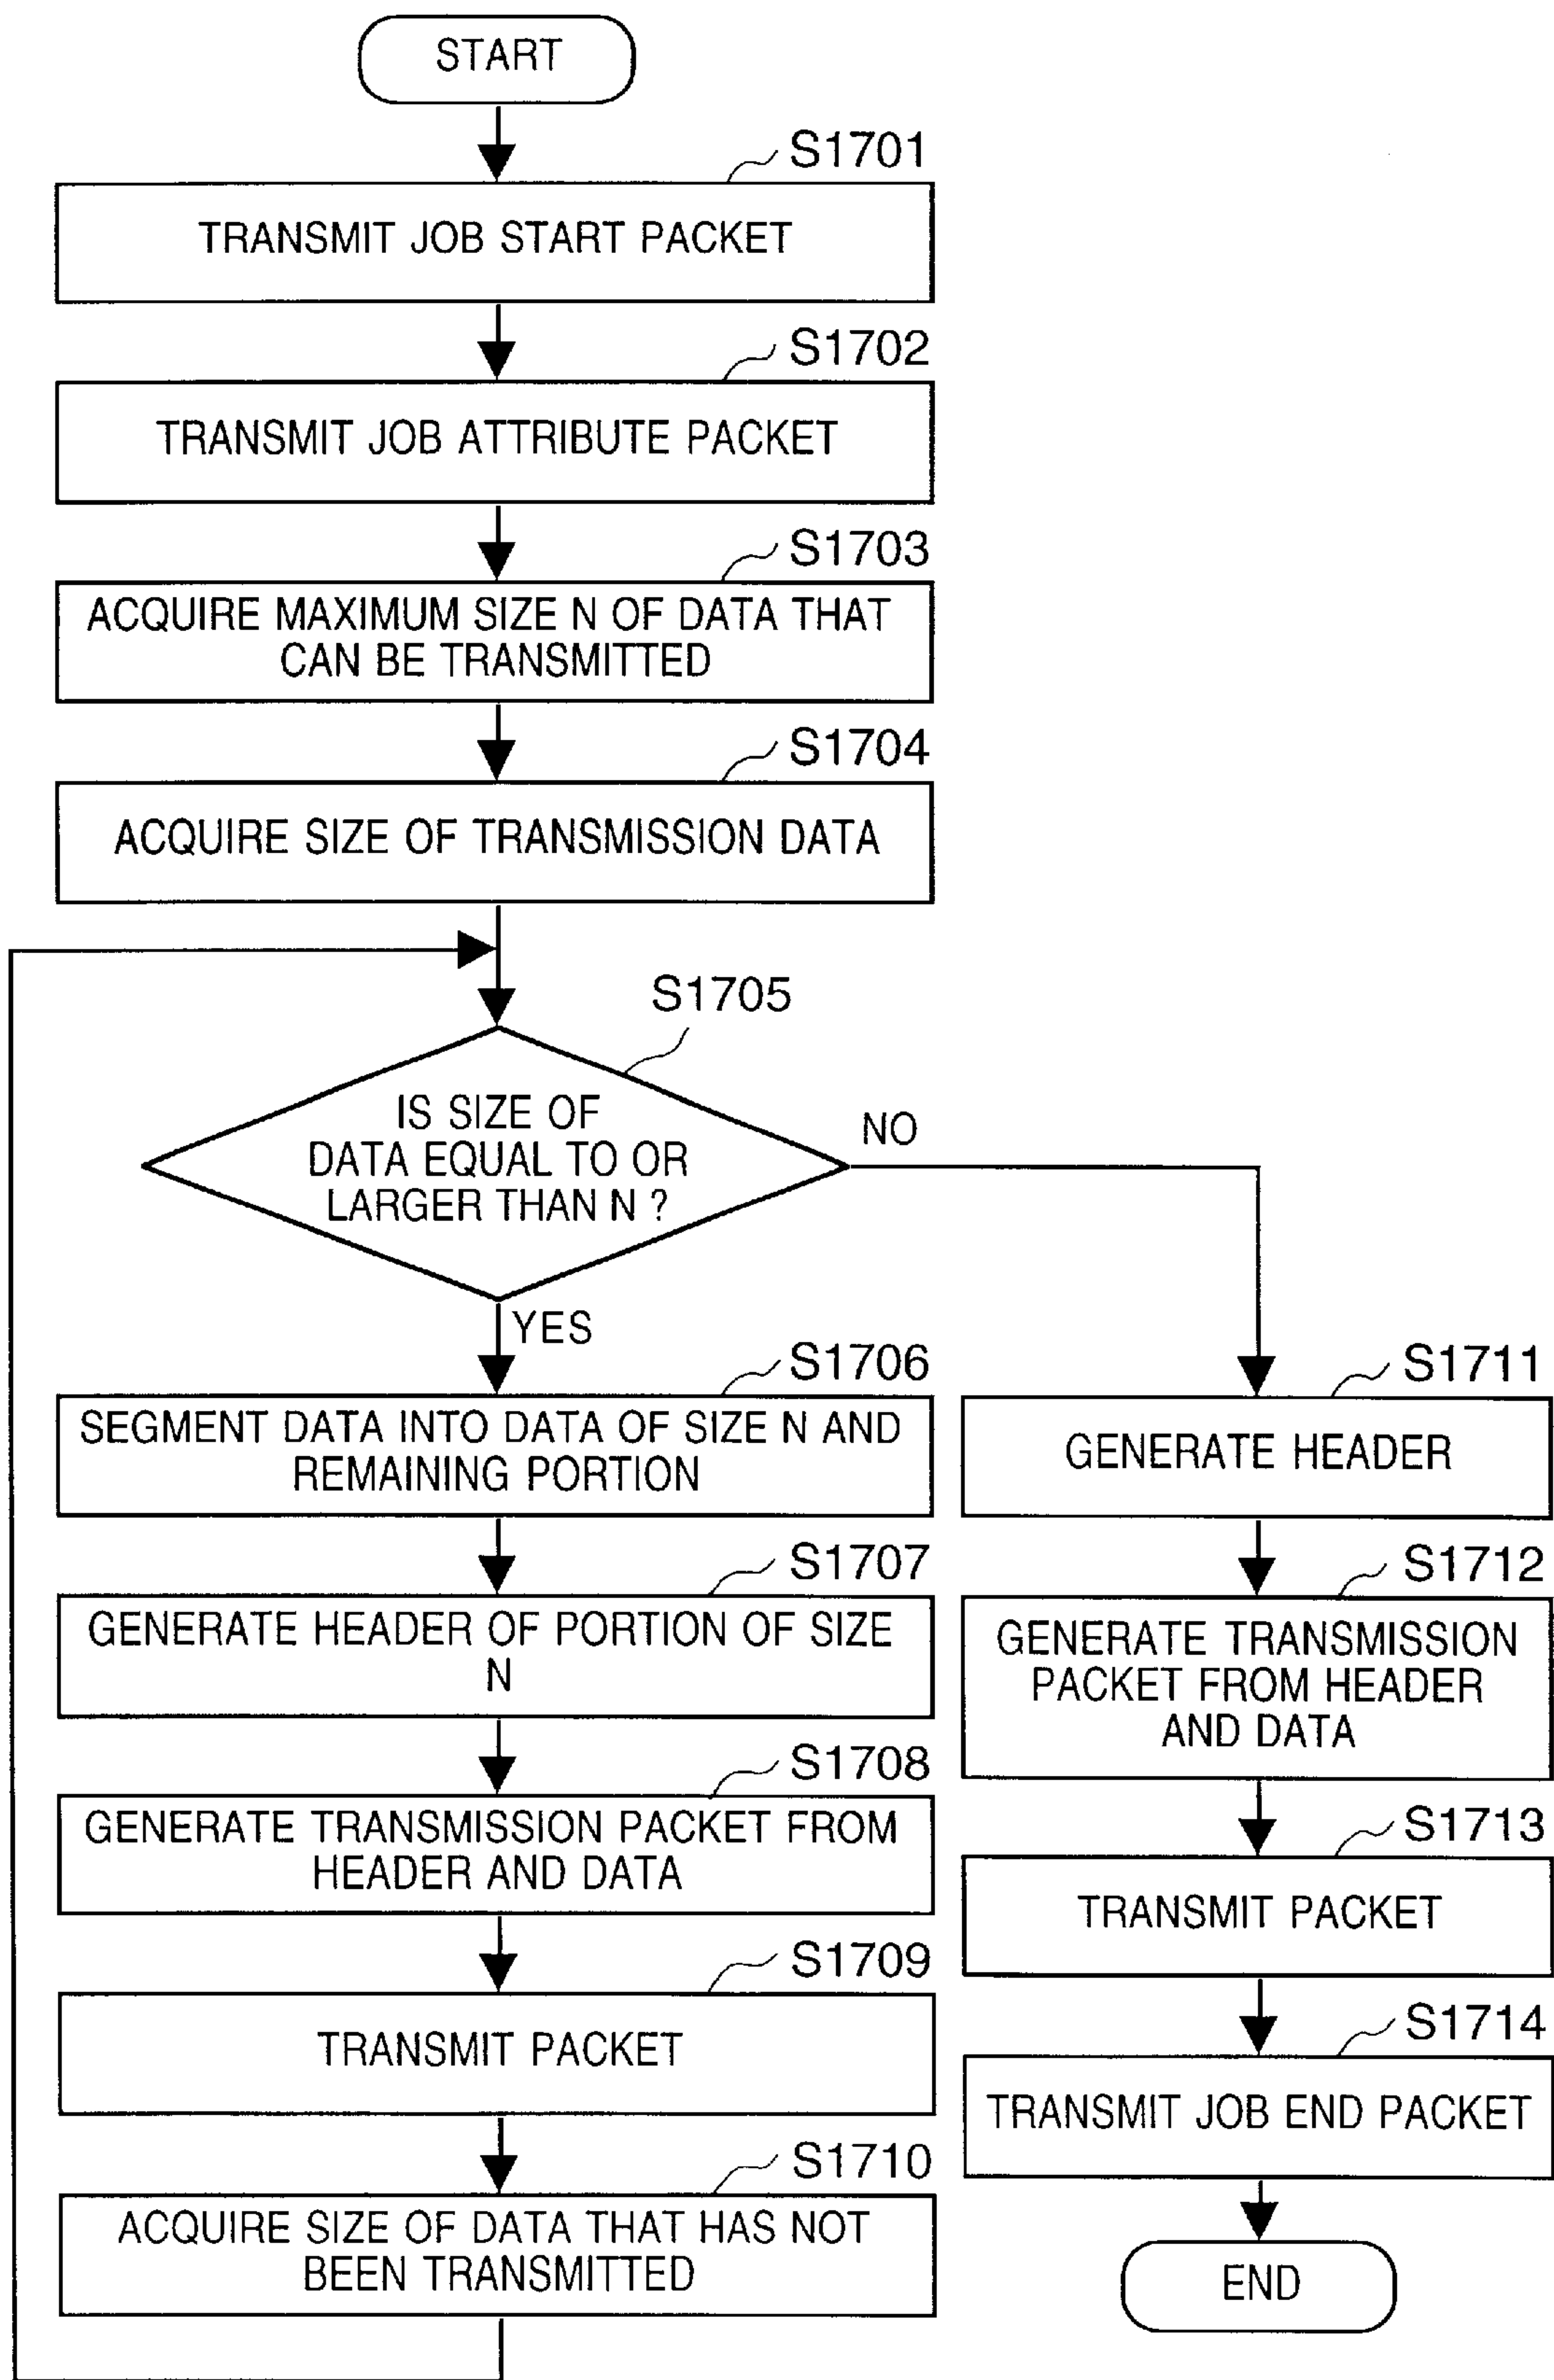 START
S1701
TRANSMIT JOB START PACKET
S1702
TRANSMIT JOB ATTRIBUTE PACKET
S1703
ACQUIRE MAXIMUM SIZE N OF DATA THAT
CAN BE TRANSMITTED
S1704
ACQUIRE SIZE OF TRANSMISSION DATA
S1705
IS SIZE OF
DATA EQUAL TO OR
LARGER THAN N ?
NO
YES
S1706
SEGMENT DATA INTO DATA OF SIZE N AND
REMAINING PORTION
S1707
GENERATE HEADER OF PORTION OF SIZE
N
S1708
GENERATE TRANSMISSION PACKET FROM
HEADER AND DATA
S1709
TRANSMIT PACKET
S1710
ACQUIRE SIZE OF DATA THAT HAS NOT
BEEN TRANSMITTED
S1711
GENERATE HEADER
S1712
GENERATE TRANSMISSION
PACKET FROM HEADER
AND DATA
S1713
TRANSMIT PACKET
S1714
TRANSMIT JOB END PACKET
END